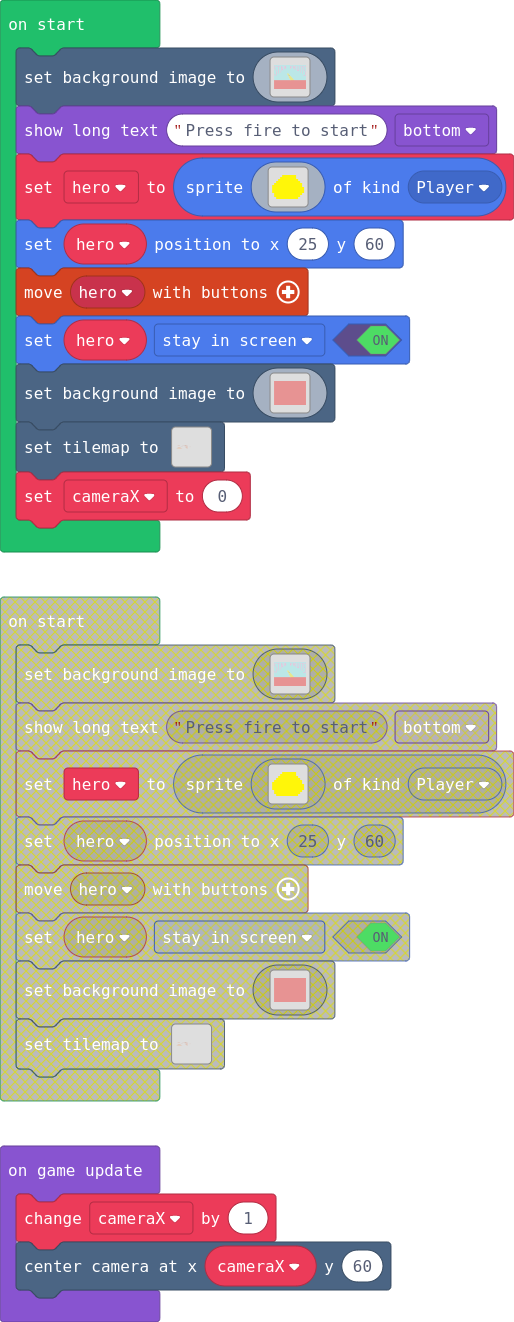 on start
set background image to
show long text "Press fire to start" bottom
set hero to sprite of kind Player
set hero position to x 25 y 60
move hero with buttons
set hero stay in screen ON
set background image to
set tilemap to
set cameraX to 0
on start
set background image to
show long text "Press fire to start" bottom
set hero to sprite of kind Player
set hero position to x 25 y 60
move hero with buttons
set hero stay in screen ON
set background image to
set tilemap to
on game update
change cameraX by 1
center camera at x cameraX y 60